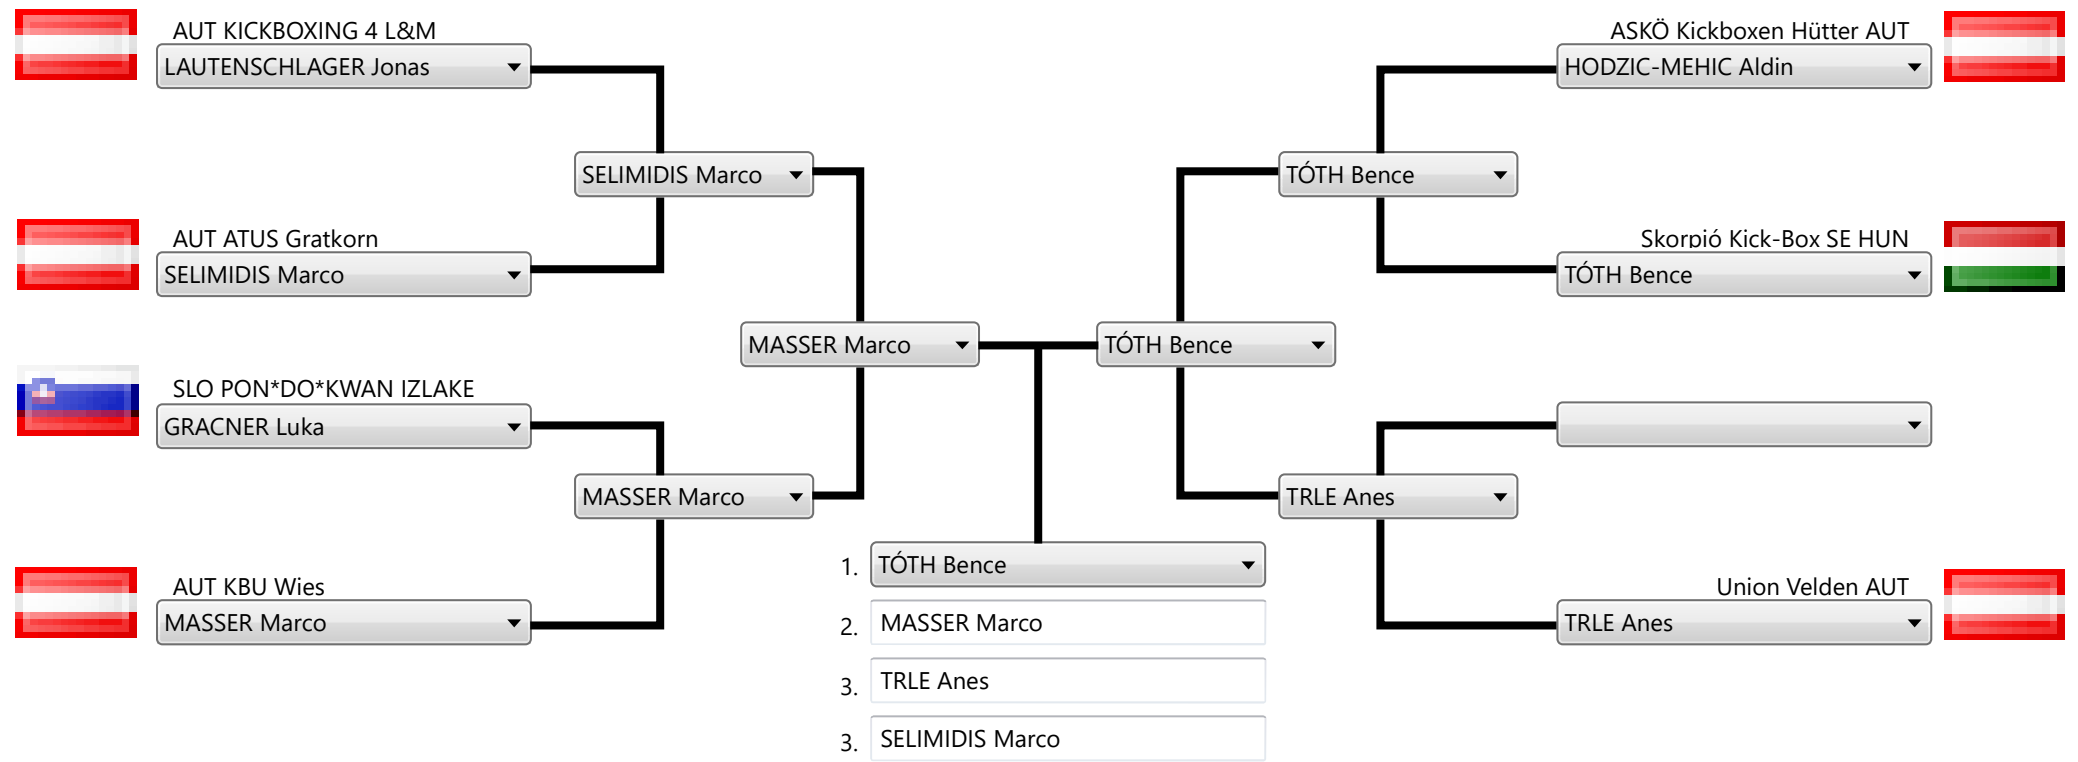 AUT KICKBOXING 4 L&M
LAUTENSCHLAGER Jonas
ASKÖ Kickboxen Hütter AUT
HODZIC-MEHIC Aldin
SELIMIDIS Marco
TÓTH Bence
AUT ATUS Gratkorn
SELIMIDIS Marco
Skorpió Kick-Box SE HUN
TÓTH Bence
MASSER Marco
TÓTH Bence
SLO PON*DO*KWAN IZLAKE
GRACNER Luka
MASSER Marco
TRLE Anes
AUT KBU Wies
MASSER Marco
Union Velden AUT
TRLE Anes
1. TÓTH Bence
2. MASSER Marco
3. TRLE Anes
3. SELIMIDIS Marco